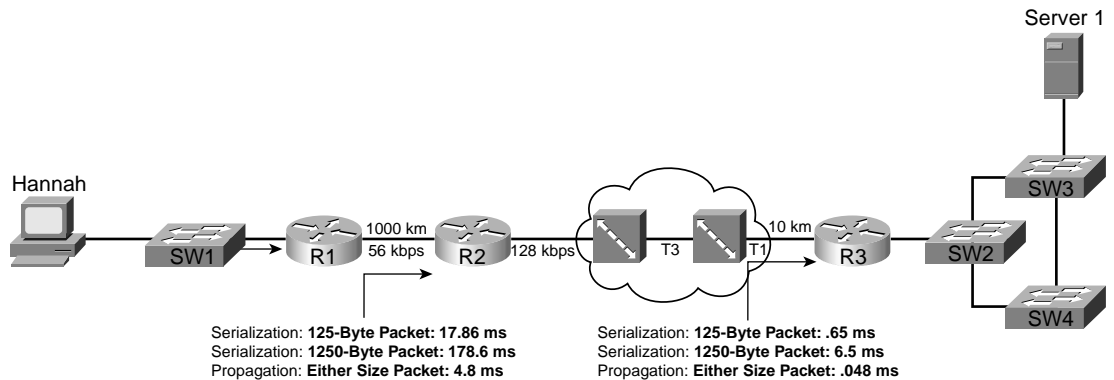 Server 1
Hannah
SW3
1000 km
10 km
SW1
R1
56 kbps
R2
128 kbps
T3
T1
R3
SW2
SW4
Serialization: 125-Byte Packet: 17.86 ms
Serialization: 1250-Byte Packet: 178.6 ms
Propagation: Either Size Packet: 4.8 ms
Serialization: 125-Byte Packet: .65 ms
Serialization: 1250-Byte Packet: 6.5 ms
Propagation: Either Size Packet: .048 ms